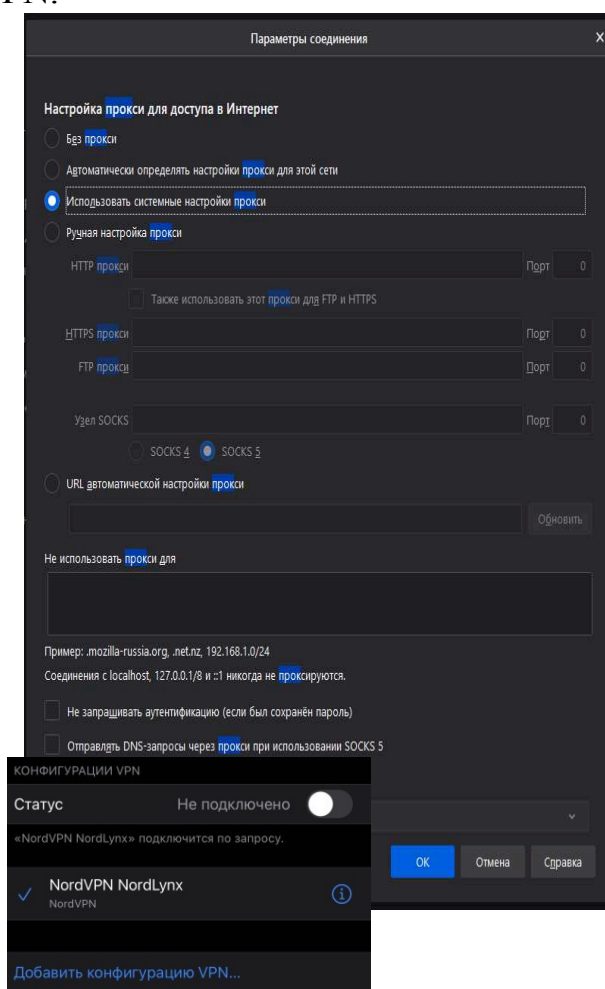 Параметры соединения
Настройка прокси для доступа в Интернет
Без прокси
Автоматически определять настройки прокси для этой сети
Использовать системные настройки прокси
Ручная настройка прокси
HTTP прокси Порт 0
Также использовать этот прокси для FTP и HTTPS
HTTPS прокси Порт 0
FTP прокси Порт 0
Узел SOCKS Порт 0
SOCKS 4 SOCKS 5
URL автоматической настройки прокси
Обновить
Не использовать прокси для
Пример: .mozilla-russia.org, .net.nz, 192.168.1.0/24
Соединения с localhost, 127.0.0.1/8 и ::1 никогда не проксируются.
Не запрашивать аутентификацию (если был сохранён пароль)
Отправлять DNS-запросы через прокси при использовании SOCKS 5
ОК Отмена Справка
КОНФИГУРАЦИИ VPN
Статус Не подключено
«NordVPN NordLynx» подключится по запросу.
NordVPN NordLynx
NordVPN
Добавить конфигурацию VPN...